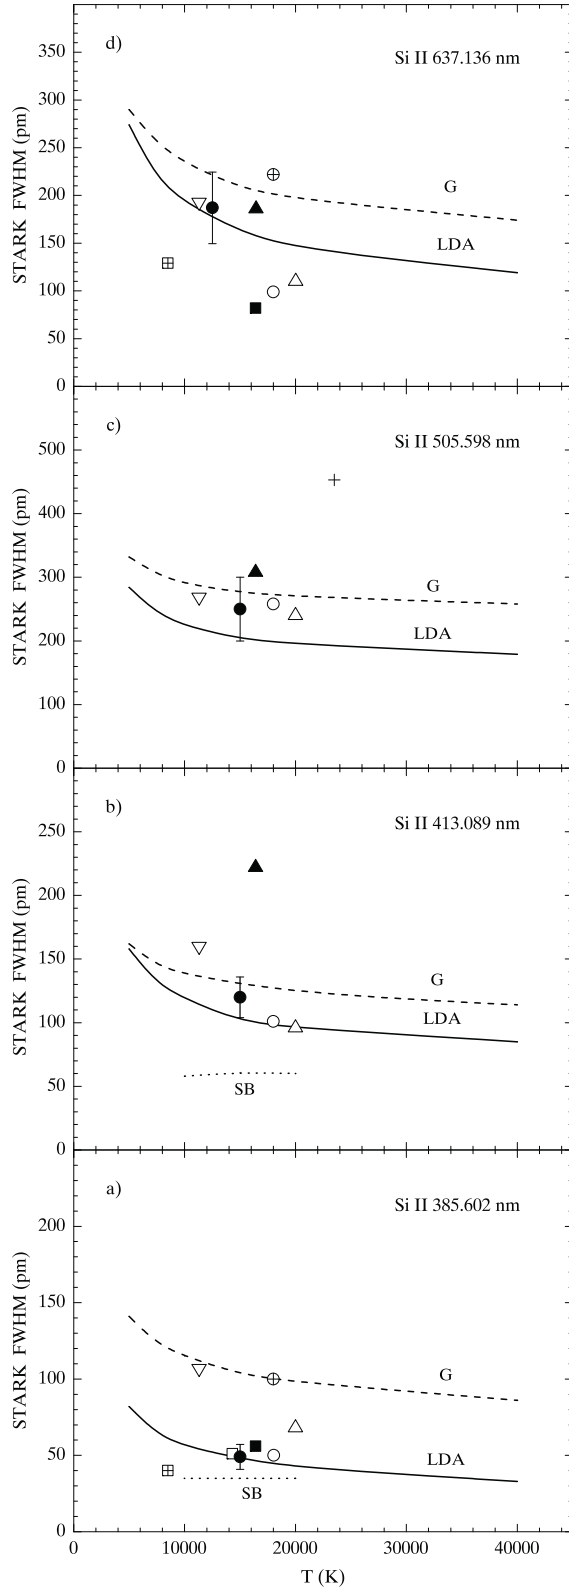 d)
Si II 637.136 nm
350
300
250
200
150
100
50
0
STARK FWHM (pm)
G
LDA
c)
Si II 505.598 nm
500
400
300
200
100
0
STARK FWHM (pm)
G
LDA
b)
Si II 413.089 nm
250
200
150
100
50
0
STARK FWHM (pm)
G
LDA
SB
a)
Si II 385.602 nm
200
150
100
50
0
STARK FWHM (pm)
G
LDA
SB
0 10000 20000 30000 40000
T (K)